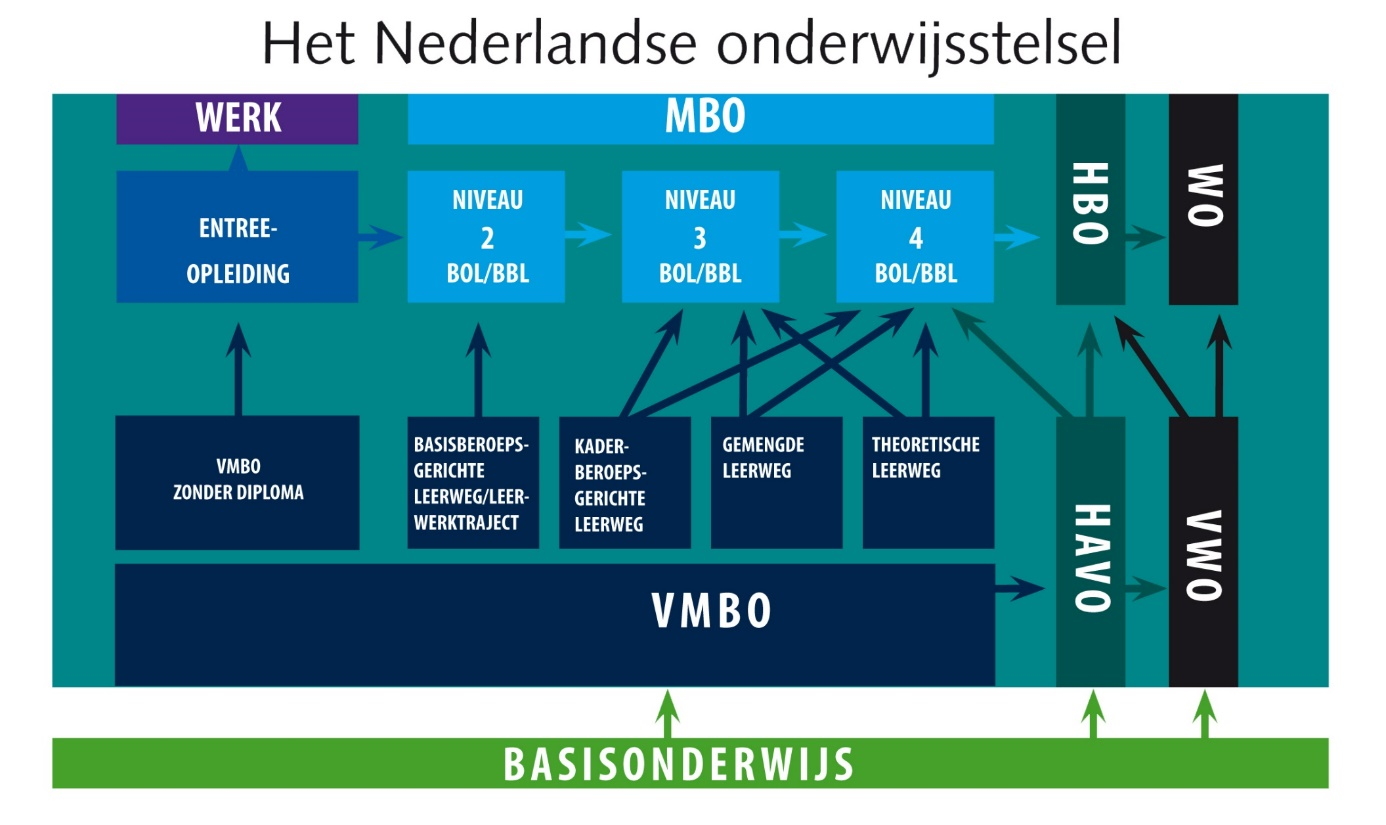 Het Nederlandse onderwijsstelsel
WERK
MBO
ENTREE-
OPLEIDING
NIVEAU
2
BOL/BBL
NIVEAU
3
BOL/BBL
NIVEAU
4
BOL/BBL
HBO
WO
VMBO
ZONDER DIPLOMA
BASISBEROEPS-
GERICHTE
LEERWEG/LEER-
WERKTRAJECT
KADER-
BEROEPS-
GERICHTE
LEERWEG
GEMENGDE
LEERWEG
THEORETISCHE
LEERWEG
HAVO
VWO
VMBO
BASISONDERWIJS